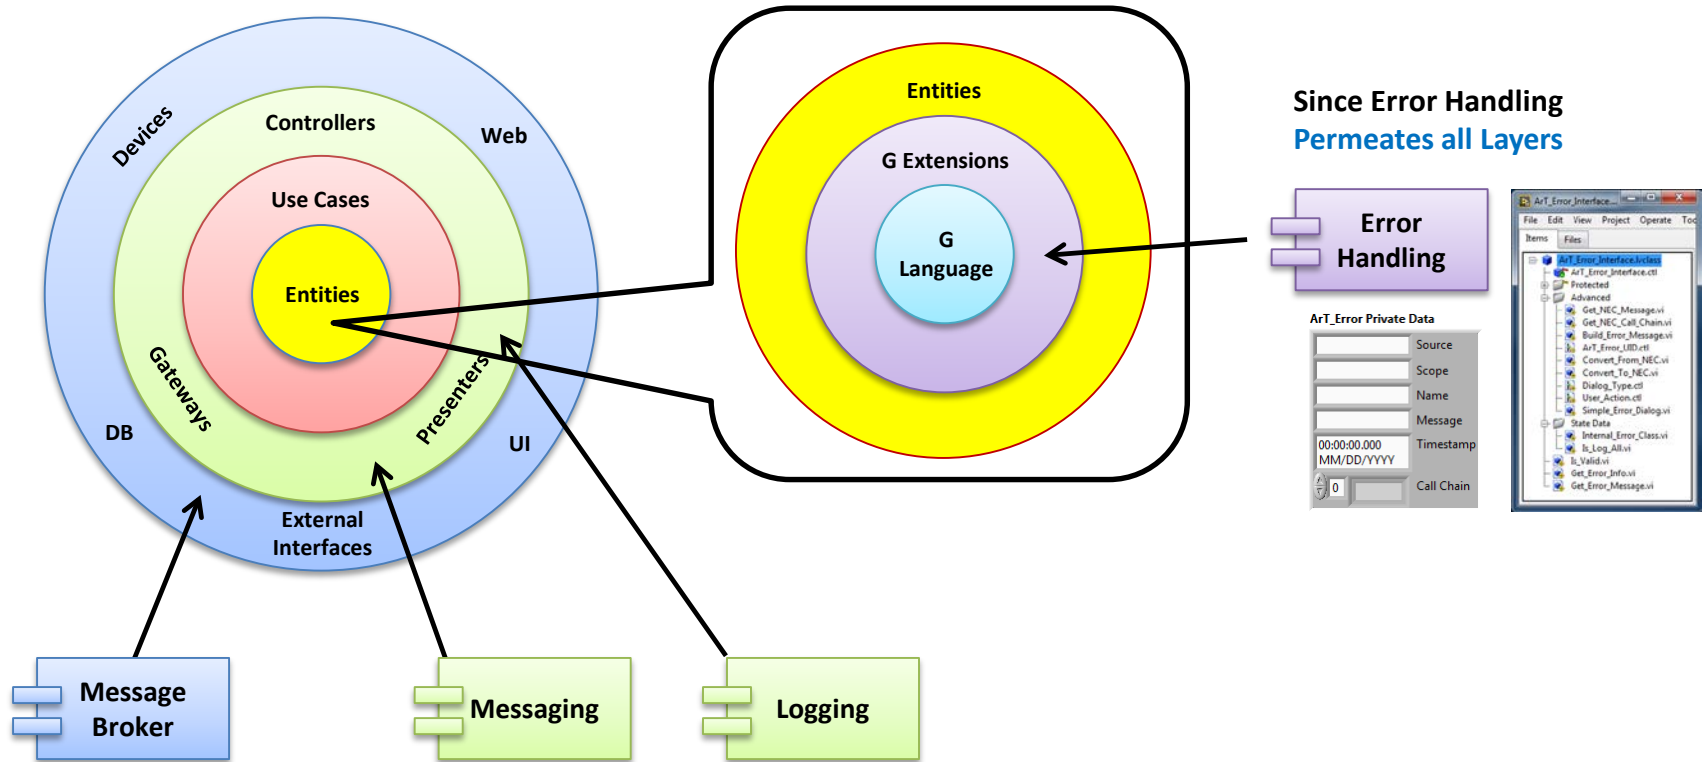 Devices
Controllers
Web
Use Cases
Entities
Gateways
Presenters
DB
UI
External
Interfaces
Entities
G Extensions
G
Language
Since Error Handling
Permeates all Layers
Error
Handling
ArT_Error Private Data
Source
Scope
Name
Message
00:00:00.000
MM/DD/YYYY
Timestamp
0
Call Chain
ArT_Error_Interface...
File Edit View Project Operate Too
Items Files
ArT_Error_Interface.lvclass
ArT_Error_Interface.ctl
Protected
Advanced
Get_NEC_Message.vi
Get_NEC_Call_Chain.vi
Build_Error_Message.vi
ArT_Error_UID.ctl
Convert_From_NEC.vi
Convert_To_NEC.vi
Dialog_Type.ctl
User_Action.ctl
Simple_Error_Dialog.vi
State Data
Internal_Error_Class.vi
Is_Log_All.vi
Is_Valid.vi
Get_Error_Info.vi
Get_Error_Message.vi
Message
Broker
Messaging
Logging